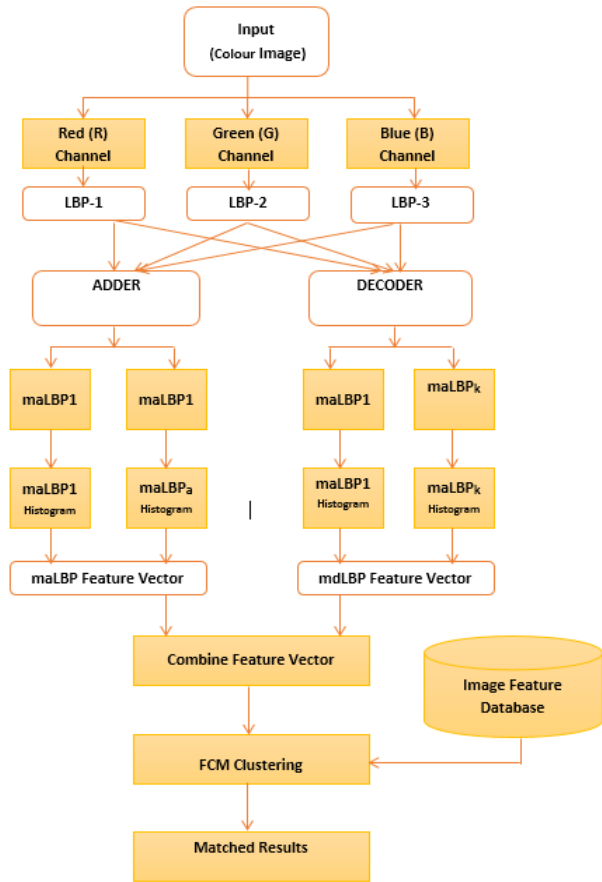 Input
(Colour Image)
Red (R)
Channel
Green (G)
Channel
Blue (B)
Channel
LBP-1
LBP-2
LBP-3
ADDER
DECODER
maLBP1
maLBP1
maLBP1
maLBPk
maLBP1
Histogram
maLBPa
Histogram
maLBP1
Histogram
maLBPk
Histogram
maLBP Feature Vector
mdLBP Feature Vector
Combine Feature Vector
Image Feature
Database
FCM Clustering
Matched Results